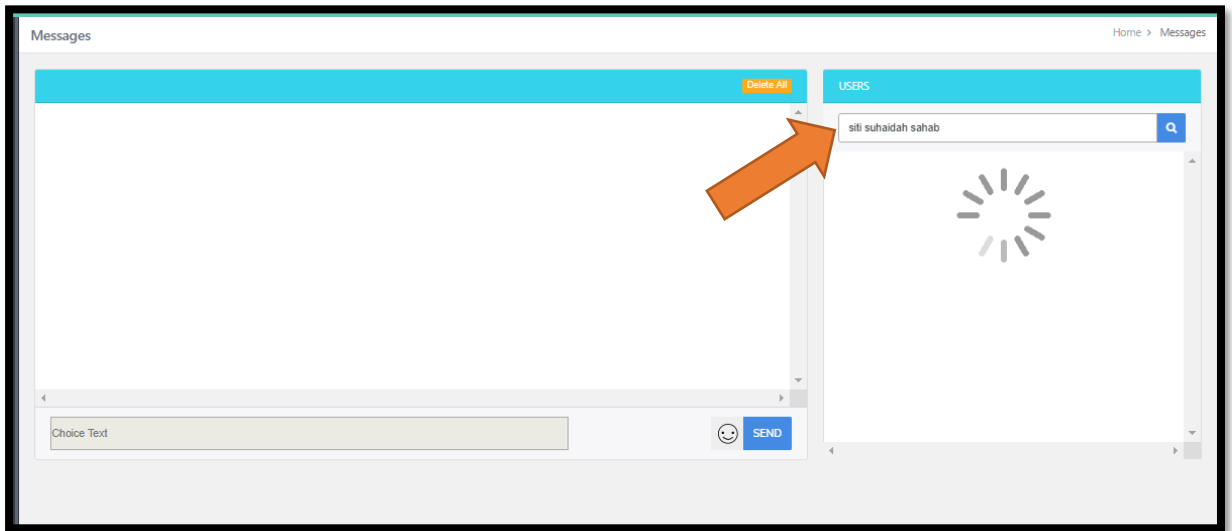 Messages
Home > Messages
Delete All
USERS
siti suhaidah sahab
Choice Text
SEND